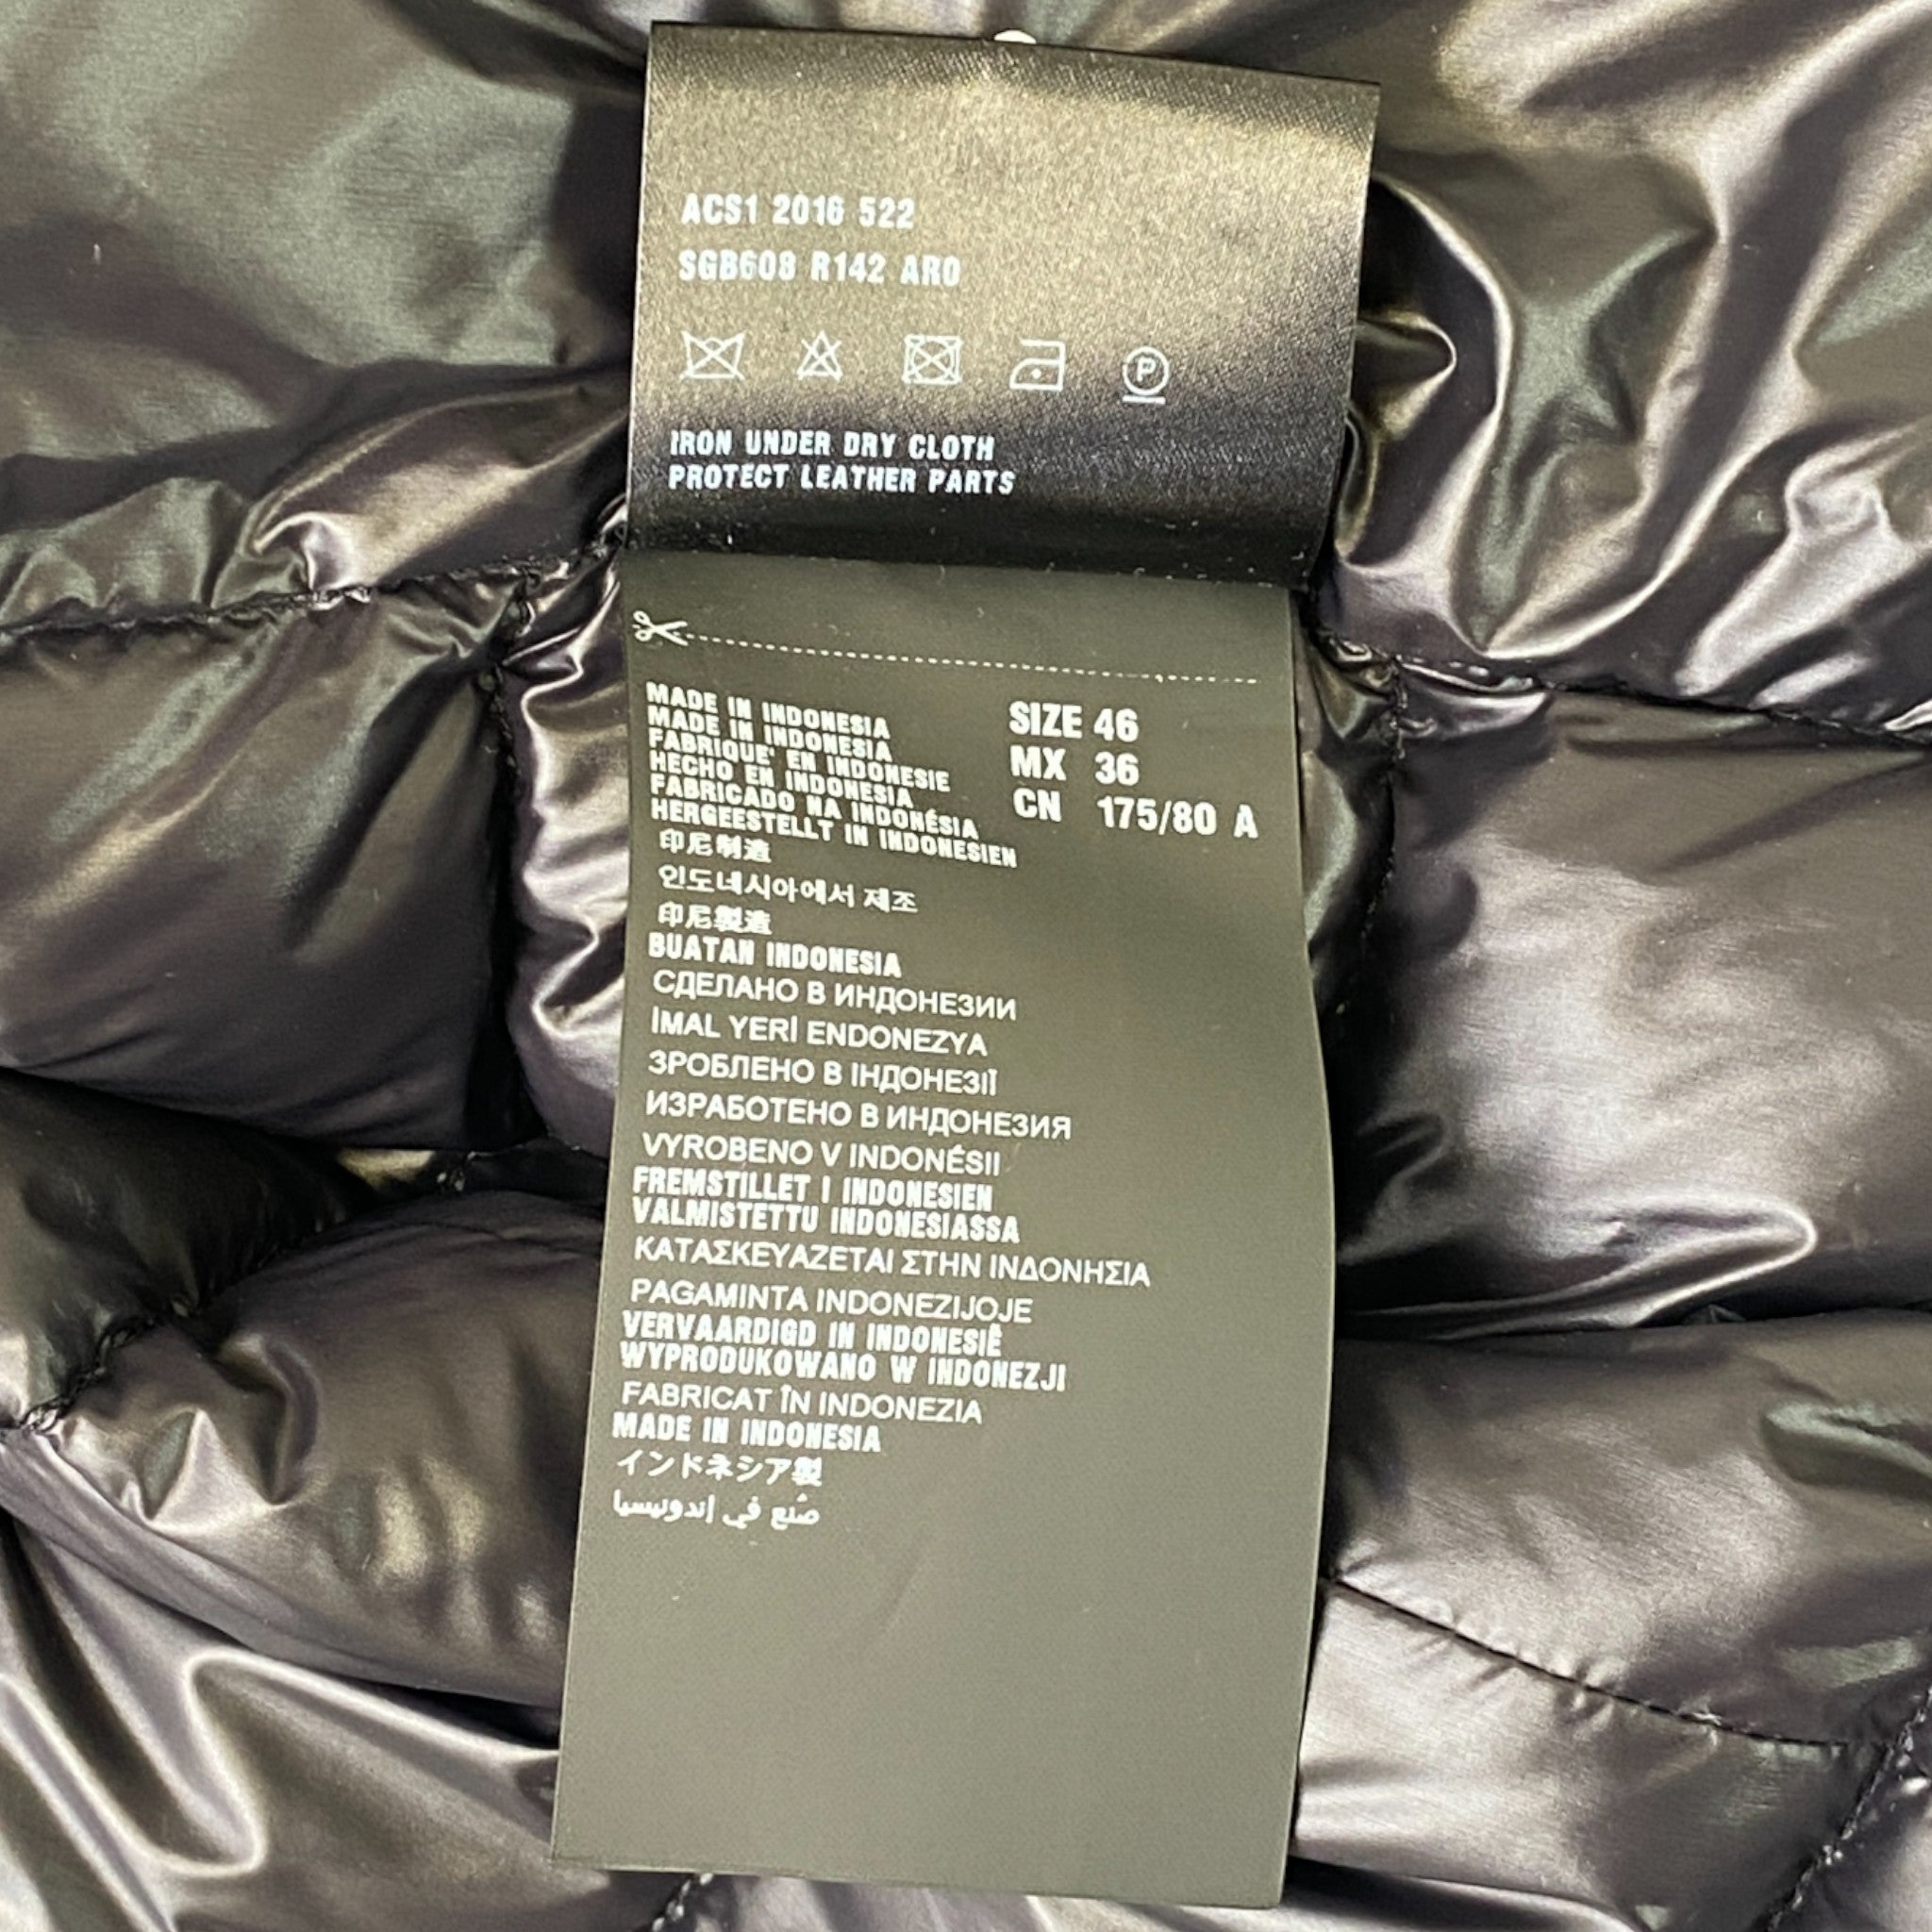 ACS1 2016 522
SGB608 R142 ARO
P
IRON UNDER DRY CLOTH
PROTECT LEATHER PARTS
MADE IN INDONESIA
MADE IN INDONESIA
FABRIQUE' EN INDONESIE
HECHO EN INDONESIA
FABRICADO NA INDONÉSIA
HERGEESTELLT IN INDONESIEN
印尼制造
인도네시아에서 제조
印尼製造
BUATAN INDONESIA
СДЕЛАНО В ИНДОНЕЗИИ
İMAL YERİ ENDONEZYA
ЗРОБЛЕНО В ІНДОНЕЗІЇ
ИЗРАБОТЕНО В ИНДОНЕЗИЯ
VYROBENO V INDONÉSII
FREMSTILLET I INDONESIEN
VALMISTETTU INDONESIASSA
ΚΑΤΑΣΚΕΥΑΖΕΤΑΙ ΣΤΗΝ ΙΝΔΟΝΗΣΙΑ
PAGAMINTA INDONEZIJOJE
VERVAARDIGD IN INDONESIË
WYPRODUKOWANO W INDONEZJI
FABRICAT ÎN INDONEZIA
MADE IN INDONESIA
インドネシア製
صُنع في إندونيسيا
SIZE 46
MX 36
CN 175/80 A